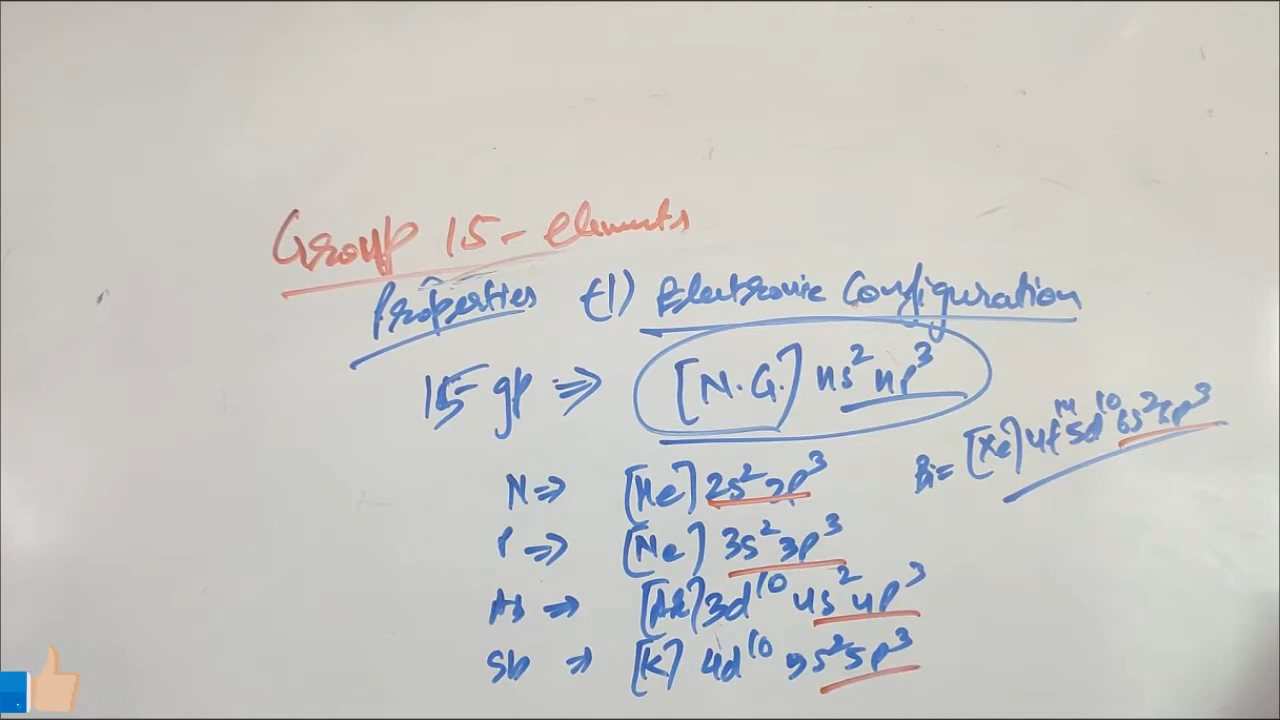 Group 15 - elements
Properties (1) Electronic Configuration
15 gp ⇒ [N.G.] ns² np³
Bi = [Xe] 4f¹⁴ 5d¹⁰ 6s² 6p³
N ⇒ [He] 2s² 2p³
P ⇒ [Ne] 3s² 3p³
As ⇒ [Ar] 3d¹⁰ 4s² 4p³
Sb ⇒ [K] 4d¹⁰ 5s² 5p³